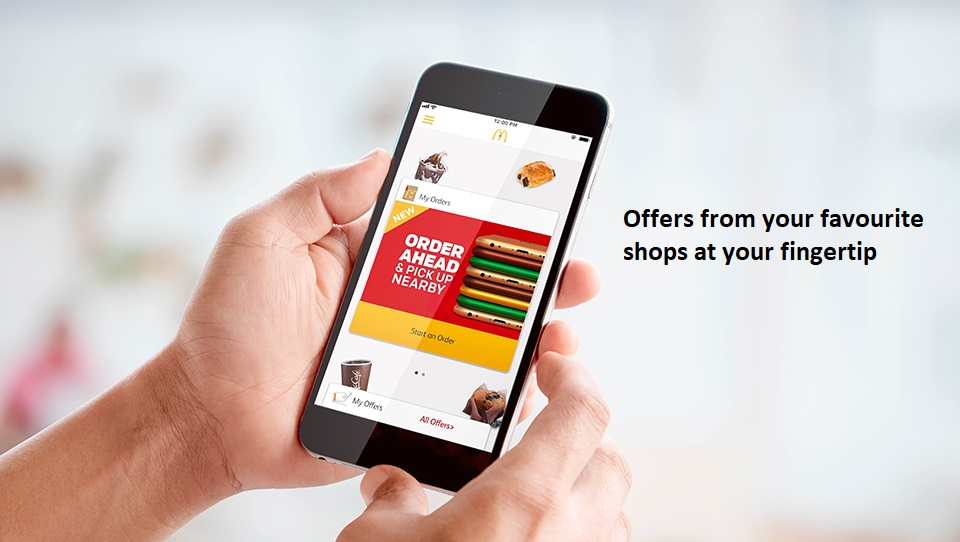 12:00 PM
My Orders
NEW
ORDER
AHEAD
& PICK UP
NEARBY
Start an Order
My Offers
All Offers>
Offers from your favourite
shops at your fingertip